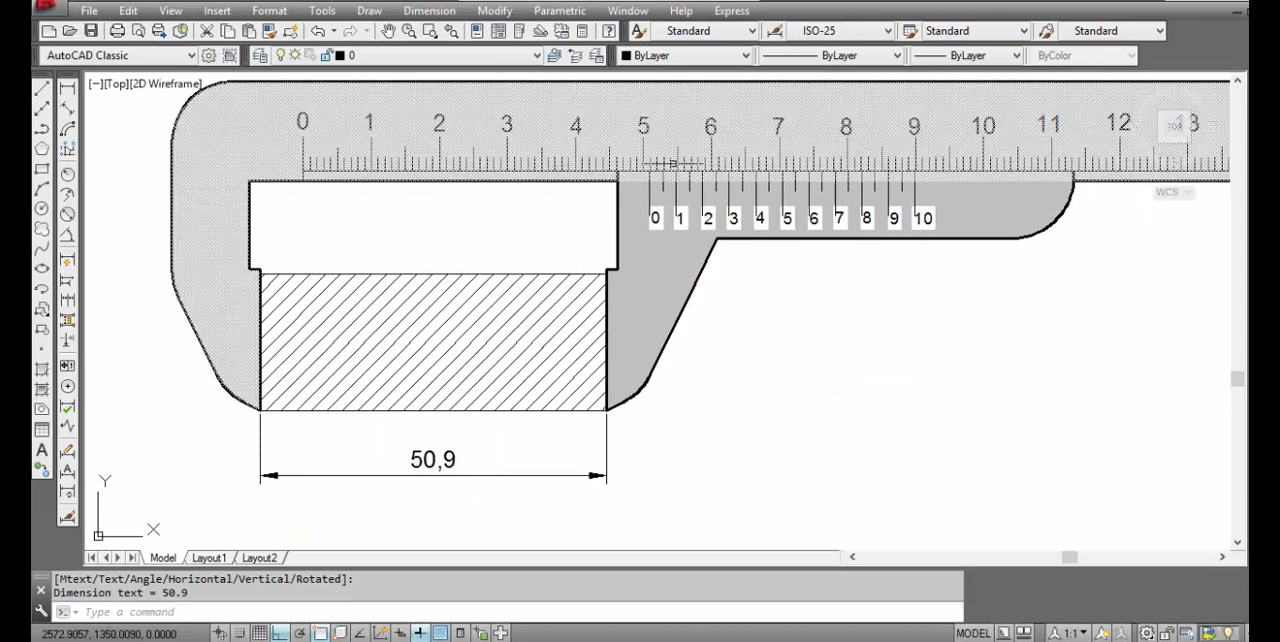 File Edit View Insert Format Tools Draw Dimension Modify Parametric Window Help Express
Standard ISO-25 Standard Standard
AutoCAD Classic 0 ByLayer ByLayer ByLayer ByColor
[−][Top][2D Wireframe]
0 1 2 3 4 5 6 7 8 9 10 11 12 13
TOP
WCS
0 1 2 3 4 5 6 7 8 9 10
50,9
Y
X
Model Layout1 Layout2
[Mtext/Text/Angle/Horizontal/Vertical/Rotated]:
Dimension text = 50.9
Type a command
2572.9057, 1350.0090, 0.0000 MODEL 1:1